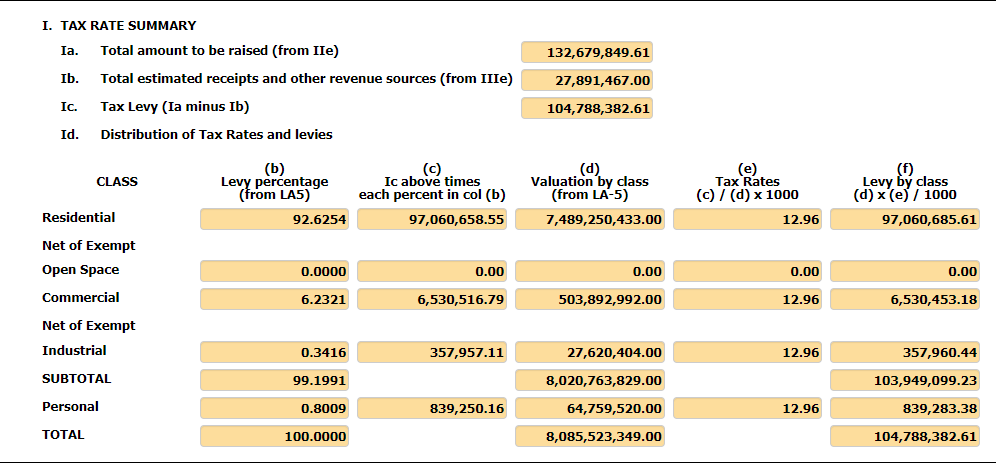 I. TAX RATE SUMMARY
Ia. Total amount to be raised (from IIe) 132,679,849.61
Ib. Total estimated receipts and other revenue sources (from IIIe) 27,891,467.00
Ic. Tax Levy (Ia minus Ib) 104,788,382.61
Id. Distribution of Tax Rates and levies
(b) (c) (d) (e) (f)
CLASS Levy percentage Ic above times Valuation by class Tax Rates Levy by class
(from LA5) each percent in col (b) (from LA-5) (c) / (d) x 1000 (d) x (e) / 1000
Residential 92.6254 97,060,658.55 7,489,250,433.00 12.96 97,060,685.61
Net of Exempt
Open Space 0.0000 0.00 0.00 0.00 0.00
Commercial 6.2321 6,530,516.79 503,892,992.00 12.96 6,530,453.18
Net of Exempt
Industrial 0.3416 357,957.11 27,620,404.00 12.96 357,960.44
SUBTOTAL 99.1991 8,020,763,829.00 103,949,099.23
Personal 0.8009 839,250.16 64,759,520.00 12.96 839,283.38
TOTAL 100.0000 8,085,523,349.00 104,788,382.61